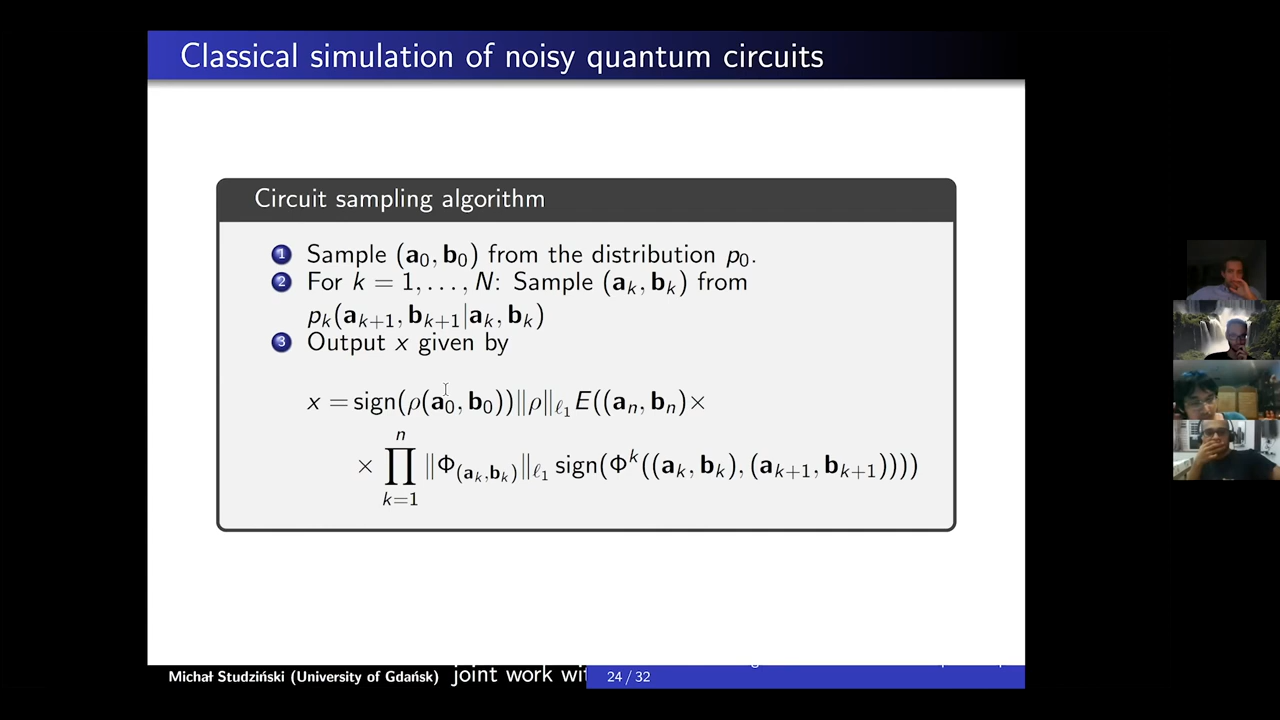 Classical simulation of noisy quantum circuits
Circuit sampling algorithm
1 Sample (a₀, b₀) from the distribution p₀.
2 For k = 1, . . . , N: Sample (aₖ, bₖ) from
pₖ(aₖ₊₁, bₖ₊₁|aₖ, bₖ)
3 Output x given by
x = sign(ρ(a₀, b₀))‖ρ‖ℓ₁ E((aₙ, bₙ)×
× ∏ₖ₌₁ⁿ ‖Φ₍aₖ,bₖ₎‖ℓ₁ sign(Φᵏ((aₖ, bₖ), (aₖ₊₁, bₖ₊₁))))
Michał Studziński (University of Gdańsk) joint work wit 24 / 32